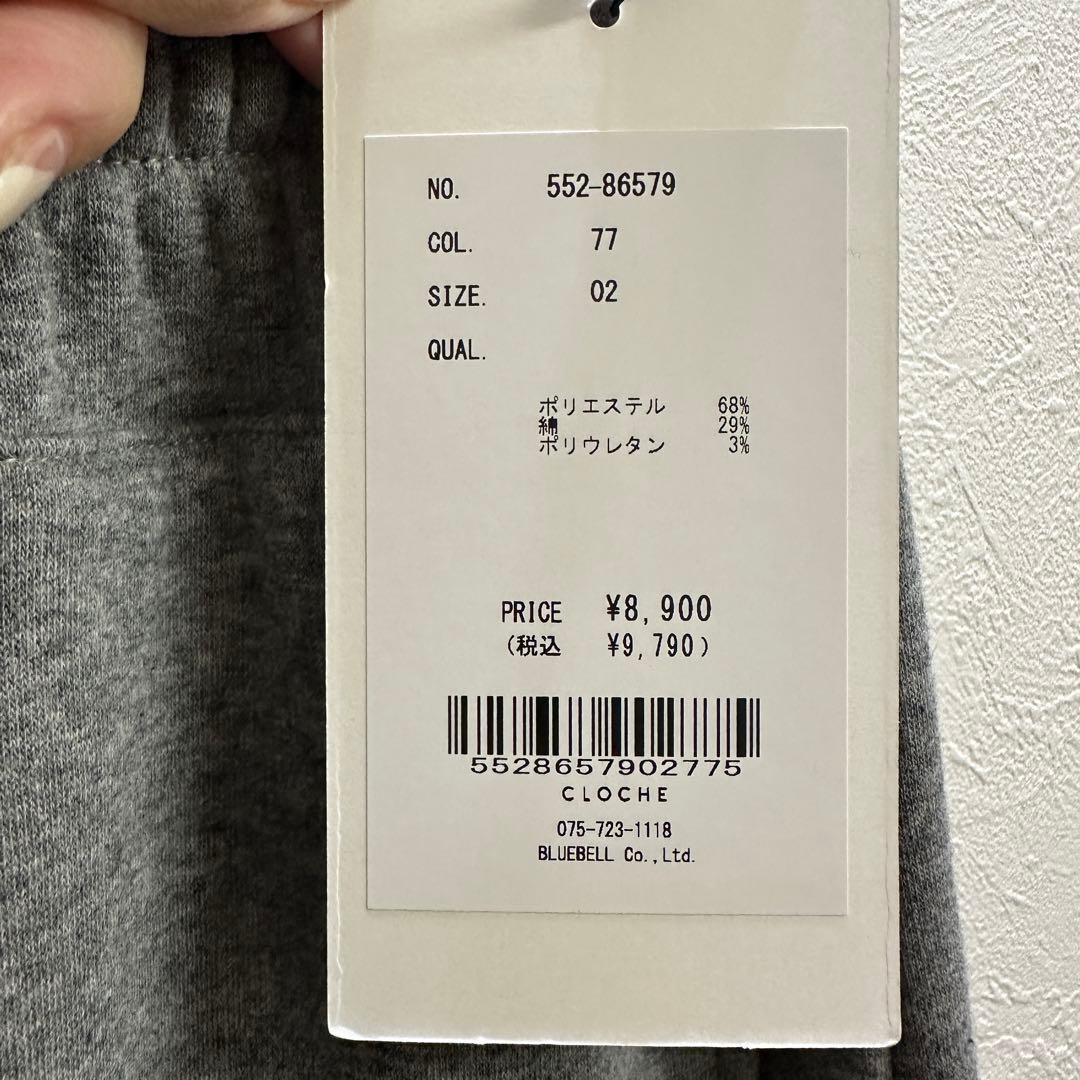 NO. 552-86579
COL. 77
SIZE. 02
QUAL.
ポリエステル 68%
綿 29%
ポリウレタン 3%
PRICE ¥8,900
(税込 ¥9,790)
5528657902775
CLOCHE
075-723-1118
BLUEBELL Co.,Ltd.